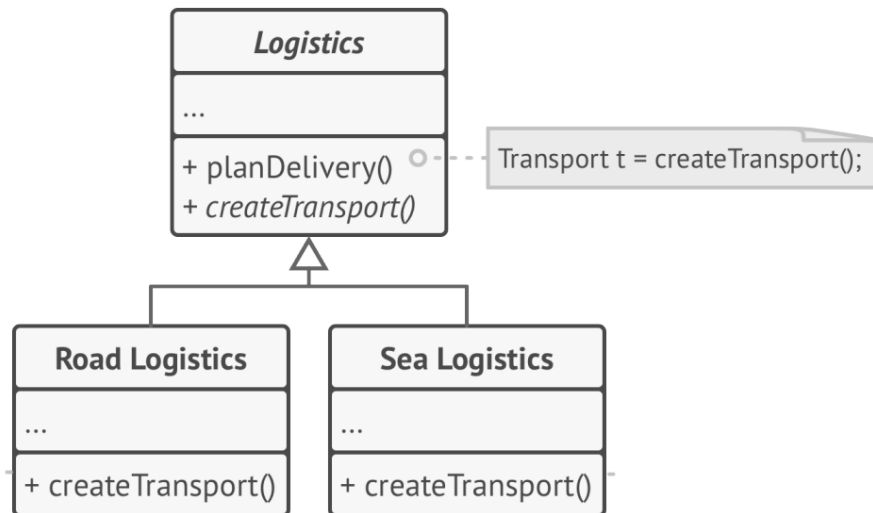 Logistics
...
+ planDelivery()
+ createTransport()
Transport t = createTransport();
Road Logistics
...
+ createTransport()
Sea Logistics
...
+ createTransport()